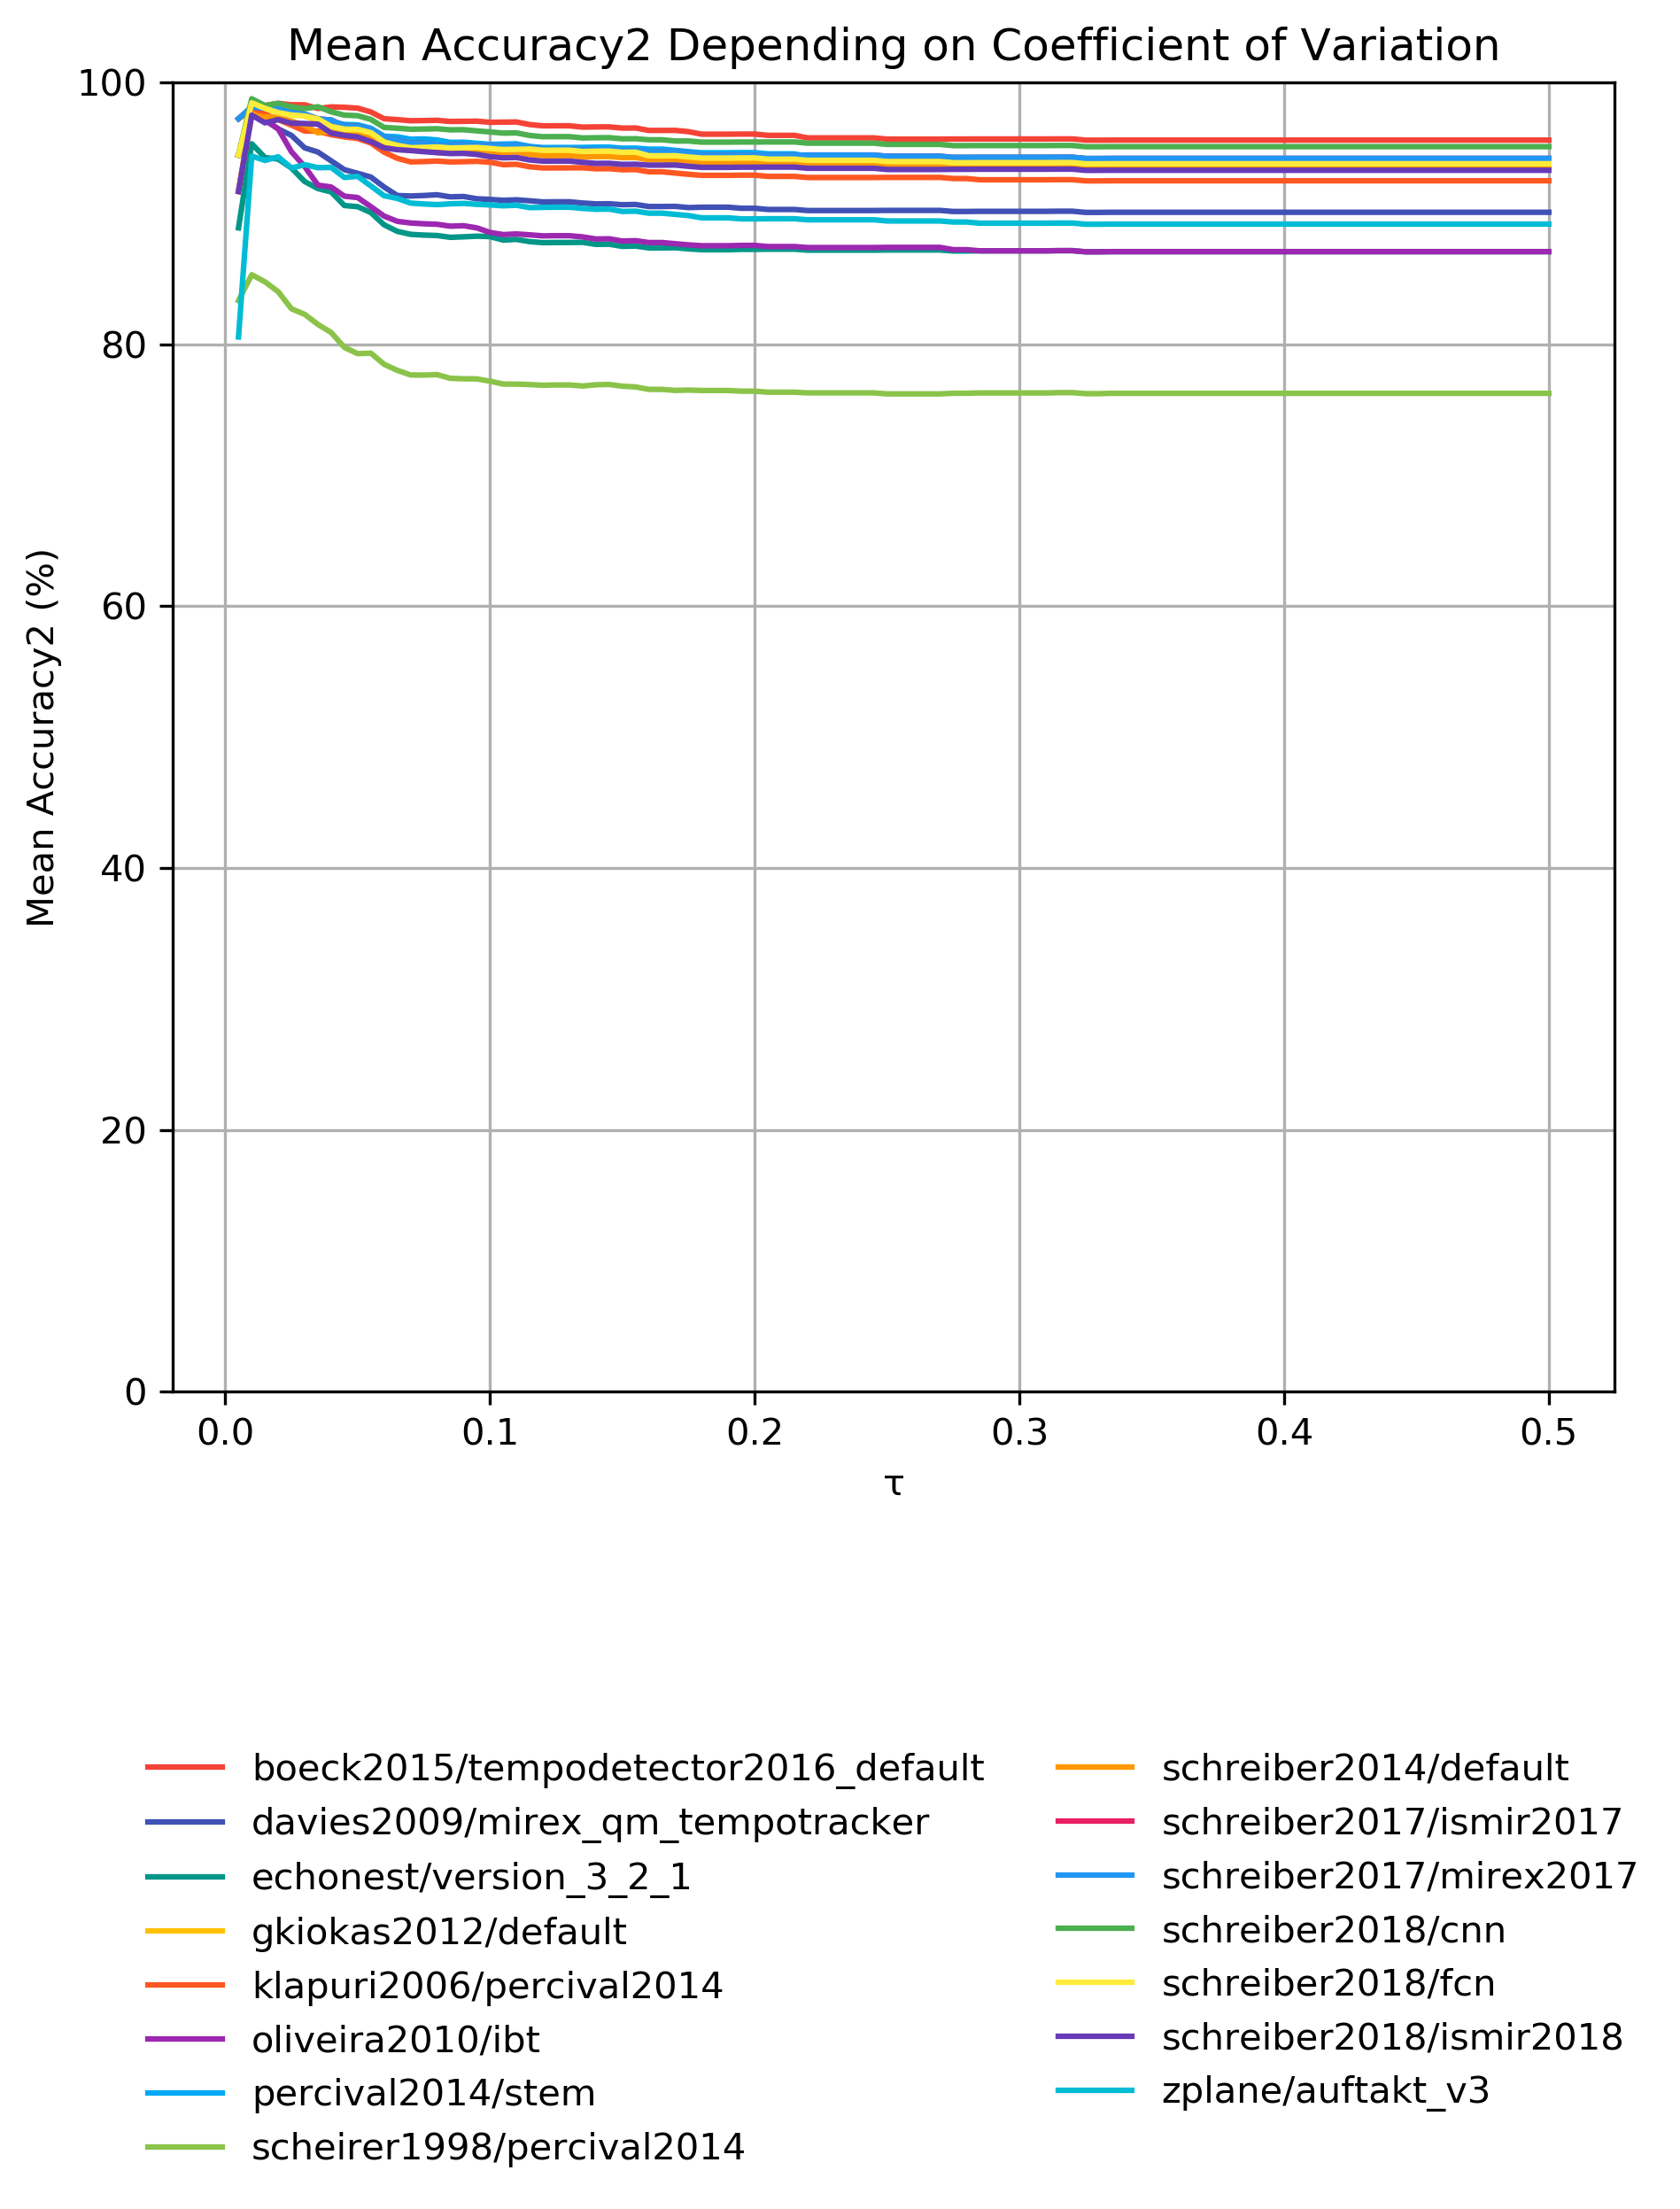 Mean Accuracy2 Depending on Coefficient of Variation
100
80
60
40
20
0
Mean Accuracy2 (%)
0.0 0.1 0.2 0.3 0.4 0.5
τ
boeck2015/tempodetector2016_default
davies2009/mirex_qm_tempotracker
echonest/version_3_2_1
gkiokas2012/default
klapuri2006/percival2014
oliveira2010/ibt
percival2014/stem
scheirer1998/percival2014
schreiber2014/default
schreiber2017/ismir2017
schreiber2017/mirex2017
schreiber2018/cnn
schreiber2018/fcn
schreiber2018/ismir2018
zplane/auftakt_v3